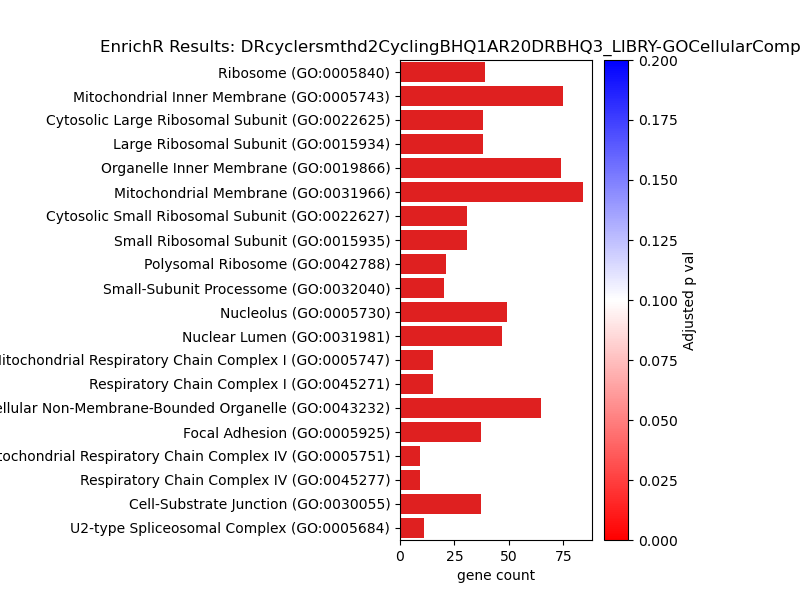 EnrichR Results: DRcyclersmthd2CyclingBHQ1AR20DRBHQ3_LIBRY-GOCellularComp
Ribosome (GO:0005840)
Mitochondrial Inner Membrane (GO:0005743)
Cytosolic Large Ribosomal Subunit (GO:0022625)
Large Ribosomal Subunit (GO:0015934)
Organelle Inner Membrane (GO:0019866)
Mitochondrial Membrane (GO:0031966)
Cytosolic Small Ribosomal Subunit (GO:0022627)
Small Ribosomal Subunit (GO:0015935)
Polysomal Ribosome (GO:0042788)
Small-Subunit Processome (GO:0032040)
Nucleolus (GO:0005730)
Nuclear Lumen (GO:0031981)
itochondrial Respiratory Chain Complex I (GO:0005747)
Respiratory Chain Complex I (GO:0045271)
ellular Non-Membrane-Bounded Organelle (GO:0043232)
Focal Adhesion (GO:0005925)
tochondrial Respiratory Chain Complex IV (GO:0005751)
Respiratory Chain Complex IV (GO:0045277)
Cell-Substrate Junction (GO:0030055)
U2-type Spliceosomal Complex (GO:0005684)
0 25 50 75
gene count
0.200
0.175
0.150
0.125
0.100
0.075
0.050
0.025
0.000
Adjusted p val